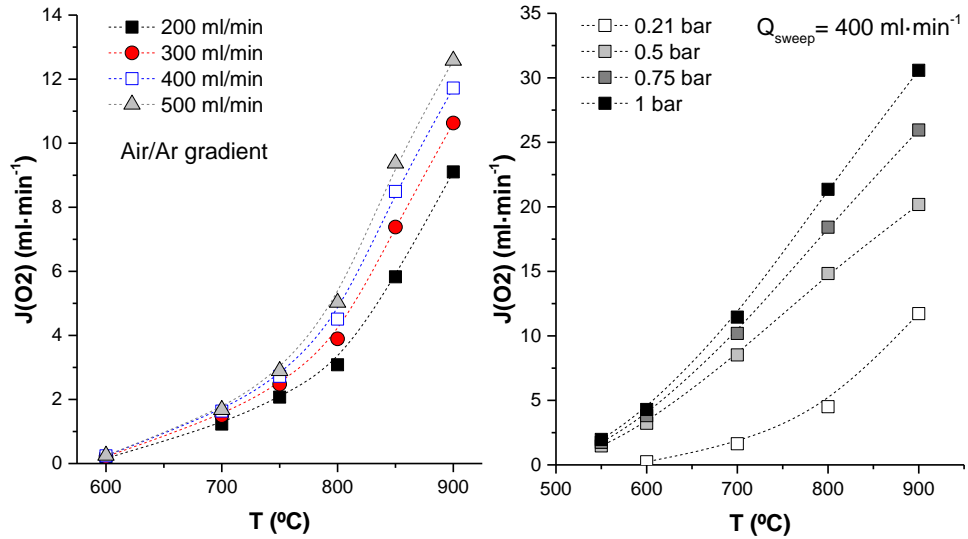 14
12
10
8
6
4
2
0
J(O2) (ml·min⁻¹)
200 ml/min
300 ml/min
400 ml/min
500 ml/min
Air/Ar gradient
600
700
800
900
T (ºC)
35
30
25
20
15
10
5
0
J(O2) (ml·min⁻¹)
0.21 bar
0.5 bar
0.75 bar
1 bar
Qsweep= 400 ml·min⁻¹
500
600
700
800
900
T (ºC)